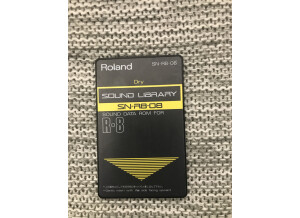 Roland
SN-R8-08
Dry
SOUND LIBRARY
SN-R8-08
SOUND DATA ROM FOR
R-8